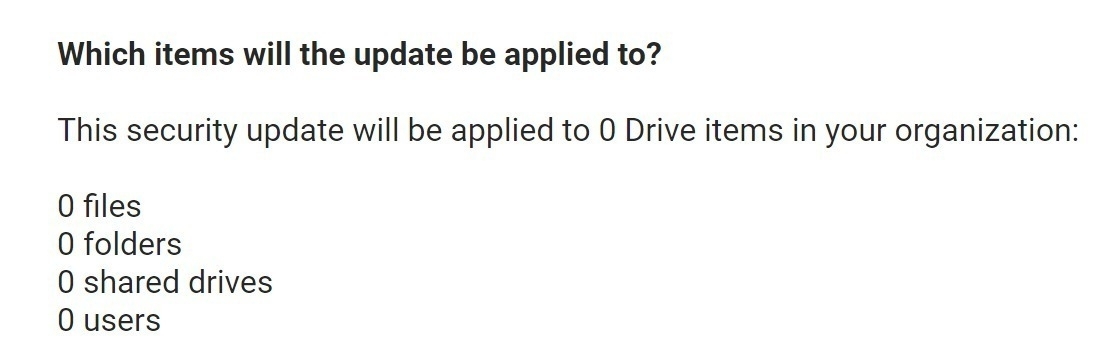 Which items will the update be applied to?
This security update will be applied to 0 Drive items in your organization:
0 files
0 folders
0 shared drives
0 users